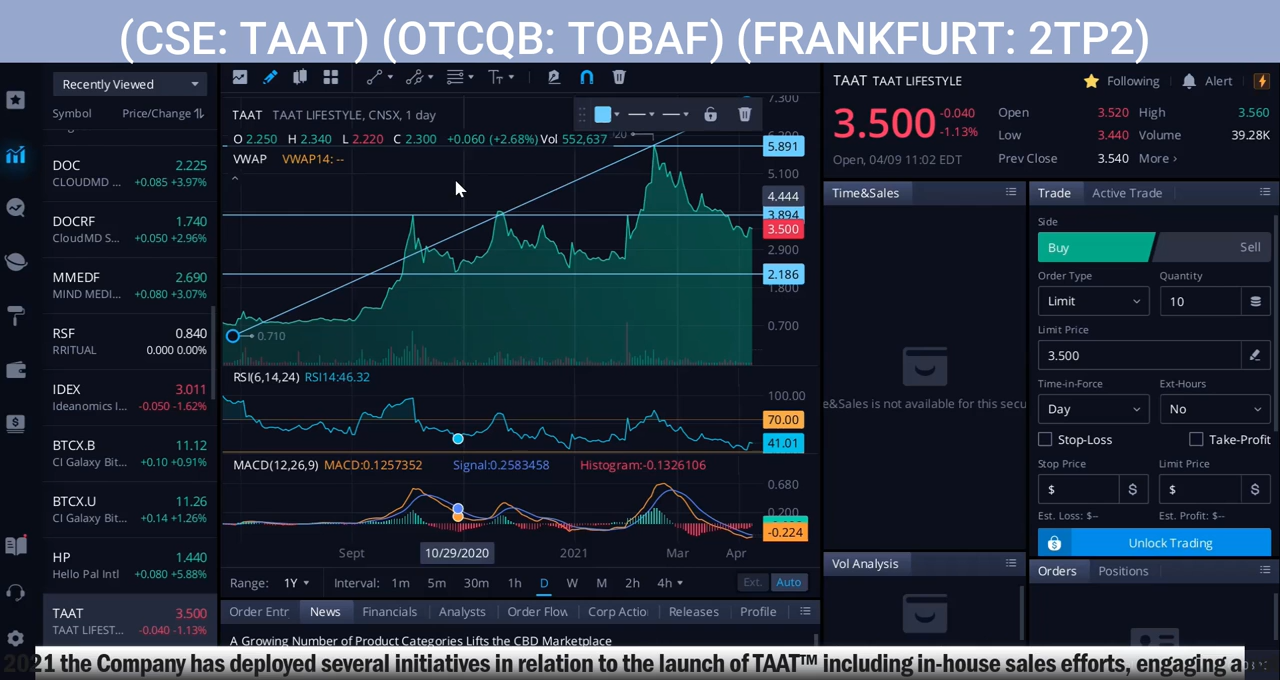 (CSE: TAAT) (OTCQB: TOBAF) (FRANKFURT: 2TP2)
Recently Viewed
Symbol Price/Change
DOC 2.225
CLOUDMD ... +0.085 +3.97%
DOCRF 1.740
CloudMD S... +0.050 +2.96%
MMEDF 2.690
MIND MEDI... +0.080 +3.07%
RSF 0.840
RRITUAL 0.000 0.00%
IDEX 3.011
Ideanomics I... -0.050 -1.62%
BTCX.B 11.12
CI Galaxy Bit... +0.10 +0.91%
BTCX.U 11.26
CI Galaxy Bit... +0.14 +1.26%
HP 1.440
Hello Pal Intl +0.080 +5.88%
TAAT 3.500
TAAT LIFEST... -0.040 -1.13%
TAAT TAAT LIFESTYLE, CNSX, 1 day
O 2.250 H 2.340 L 2.220 C 2.300 +0.060 (+2.68%) Vol 552,637
VWAP VWAP14: --
7.300
5.891
5.100
4.444
3.894
3.500
2.900
2.186
1.800
0.700
0.710
RSI(6,14,24) RSI14:46.32
100.00
70.00
41.01
MACD(12,26,9) MACD:0.1257352 Signal:0.2583458 Histogram:-0.1326106
0.680
0.200
-0.224
Sept 10/29/2020 2021 Mar Apr
Range: 1Y Interval: 1m 5m 30m 1h D W M 2h 4h Ext. Auto
Order Entr News Financials Analysts Order Flow Corp Actio Releases Profile
A Growing Number of Product Categories Lifts the CBD Marketplace
TAAT TAAT LIFESTYLE Following Alert
3.500 -0.040
-1.13%
Open, 04/09 11:02 EDT
Open 3.520 High 3.560
Low 3.440 Volume 39.28K
Prev Close 3.540 More ›
Time&Sales
e&Sales is not available for this secu
Vol Analysis
Trade Active Trade
Side
Buy Sell
Order Type Quantity
Limit 10
Limit Price
3.500
Time-in-Force Ext-Hours
Day No
Stop-Loss Take-Profit
Stop Price Limit Price
$ $ $ $
Est. Loss: $-- Est. Profit: $--
Unlock Trading
Orders Positions
2021 the Company has deployed several initiatives in relation to the launch of TAAT™ including in-house sales efforts, engaging a